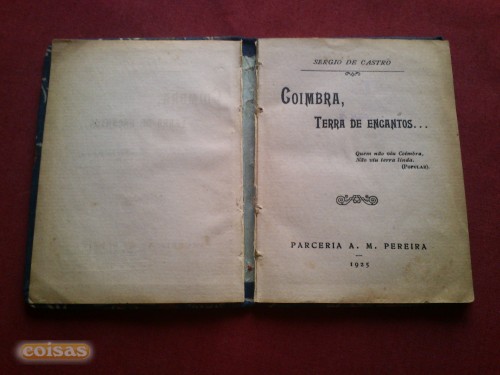 SERGIO DE CASTRO
COIMBRA,
TERRA DE ENCANTOS...
Quem não viu Coimbra,
Não viu terra linda.
(POPULAR).
PARCERIA A. M. PEREIRA
1925
coisas